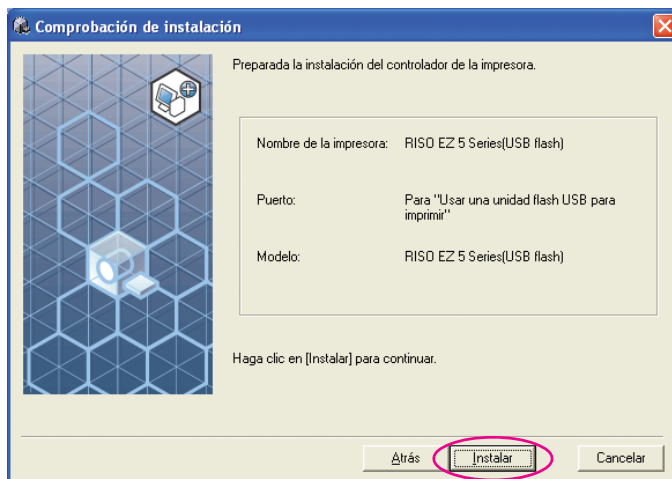 Comprobación de instalación
Preparada la instalación del controlador de la impresora.
Nombre de la impresora: RISO EZ 5 Series(USB flash)
Puerto: Para "Usar una unidad flash USB para
imprimir"
Modelo: RISO EZ 5 Series(USB flash)
Haga clic en [Instalar] para continuar.
Atrás Instalar Cancelar